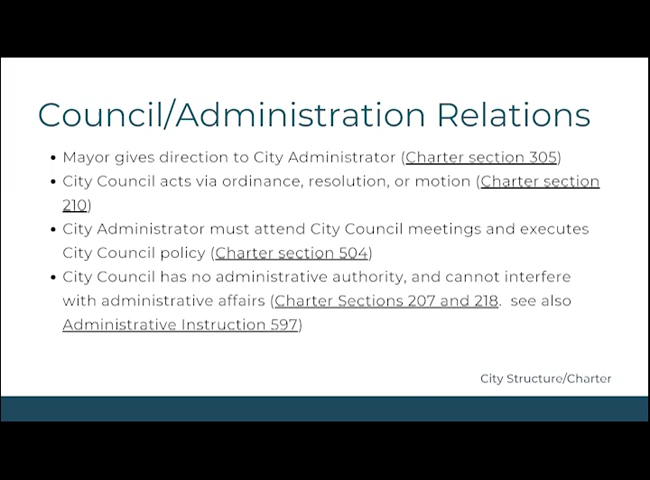 Council/Administration Relations
• Mayor gives direction to City Administrator (Charter section 305)
• City Council acts via ordinance, resolution, or motion (Charter section
210)
• City Administrator must attend City Council meetings and executes
City Council policy (Charter section 504)
• City Council has no administrative authority, and cannot interfere
with administrative affairs (Charter Sections 207 and 218.  see also
Administrative Instruction 597)
City Structure/Charter